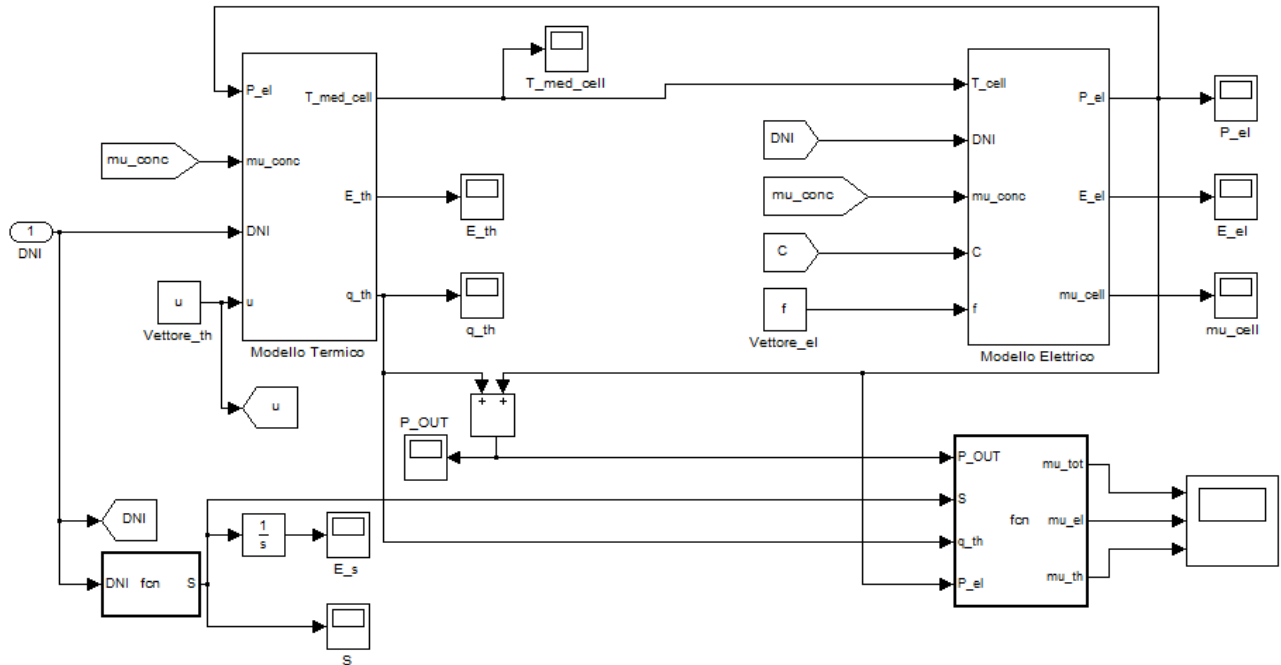 P_el
mu_conc
DNI
u
T_med_cell
E_th
q_th
Modello Termico
mu_conc
1
DNI
u
Vettore_th
u
T_med_cell
E_th
q_th
T_cell
DNI
mu_conc
C
f
P_el
E_el
mu_cell
Modello Elettrico
DNI
mu_conc
C
f
Vettore_el
P_el
E_el
mu_cell
+ +
P_OUT
DNI
DNI fcn S
1
s
E_s
S
P_OUT
S
q_th
P_el
fcn
mu_tot
mu_el
mu_th